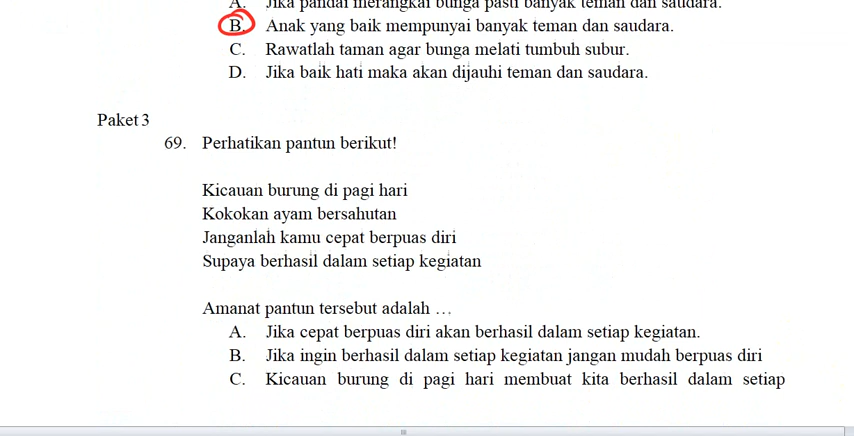 A. Jika pandai merangkai bunga pasti banyak teman dan saudara.
B. Anak yang baik mempunyai banyak teman dan saudara.
C. Rawatlah taman agar bunga melati tumbuh subur.
D. Jika baik hati maka akan dijauhi teman dan saudara.
Paket 3
69. Perhatikan pantun berikut!
Kicauan burung di pagi hari
Kokokan ayam bersahutan
Janganlah kamu cepat berpuas diri
Supaya berhasil dalam setiap kegiatan
Amanat pantun tersebut adalah …
A. Jika cepat berpuas diri akan berhasil dalam setiap kegiatan.
B. Jika ingin berhasil dalam setiap kegiatan jangan mudah berpuas diri
C. Kicauan burung di pagi hari membuat kita berhasil dalam setiap